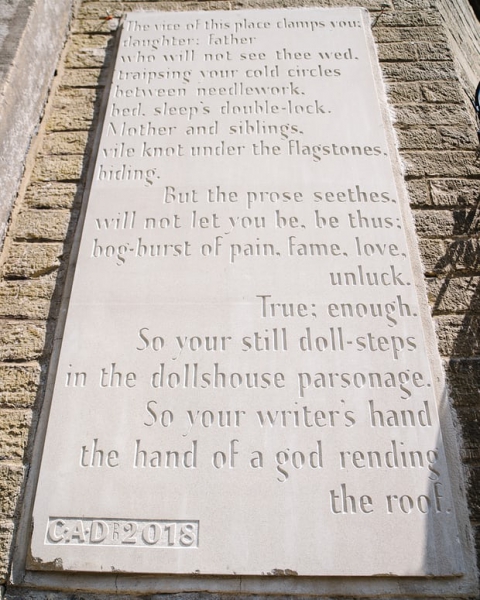 The vice of this place clamps you;
daughter; father
who will not see thee wed,
traipsing your cold circles
between needlework,
bed, sleep's double-lock.
Mother and siblings,
vile knot under the flagstones,
biding.
But the prose seethes,
will not let you be, be thus;
bog-burst of pain, fame, love,
unluck.
True; enough.
So your still doll-steps
in the dollshouse parsonage.
So your writer's hand
the hand of a god rending
the roof.
CAD 2018